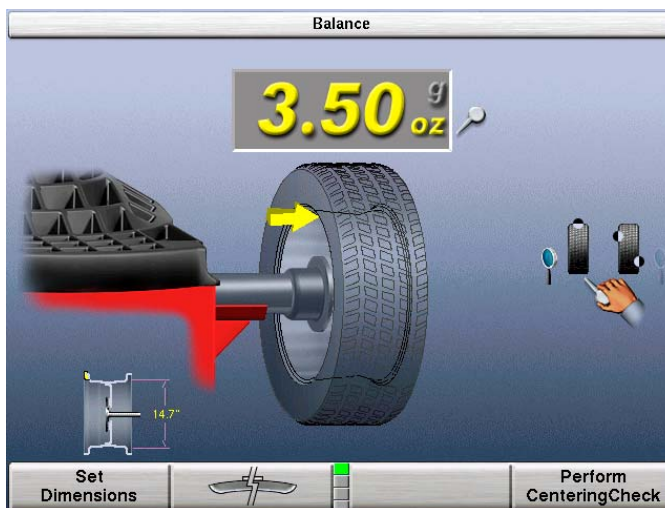 Balance
g
3.50 oz
14.7"
Set
Dimensions
Perform
CenteringCheck